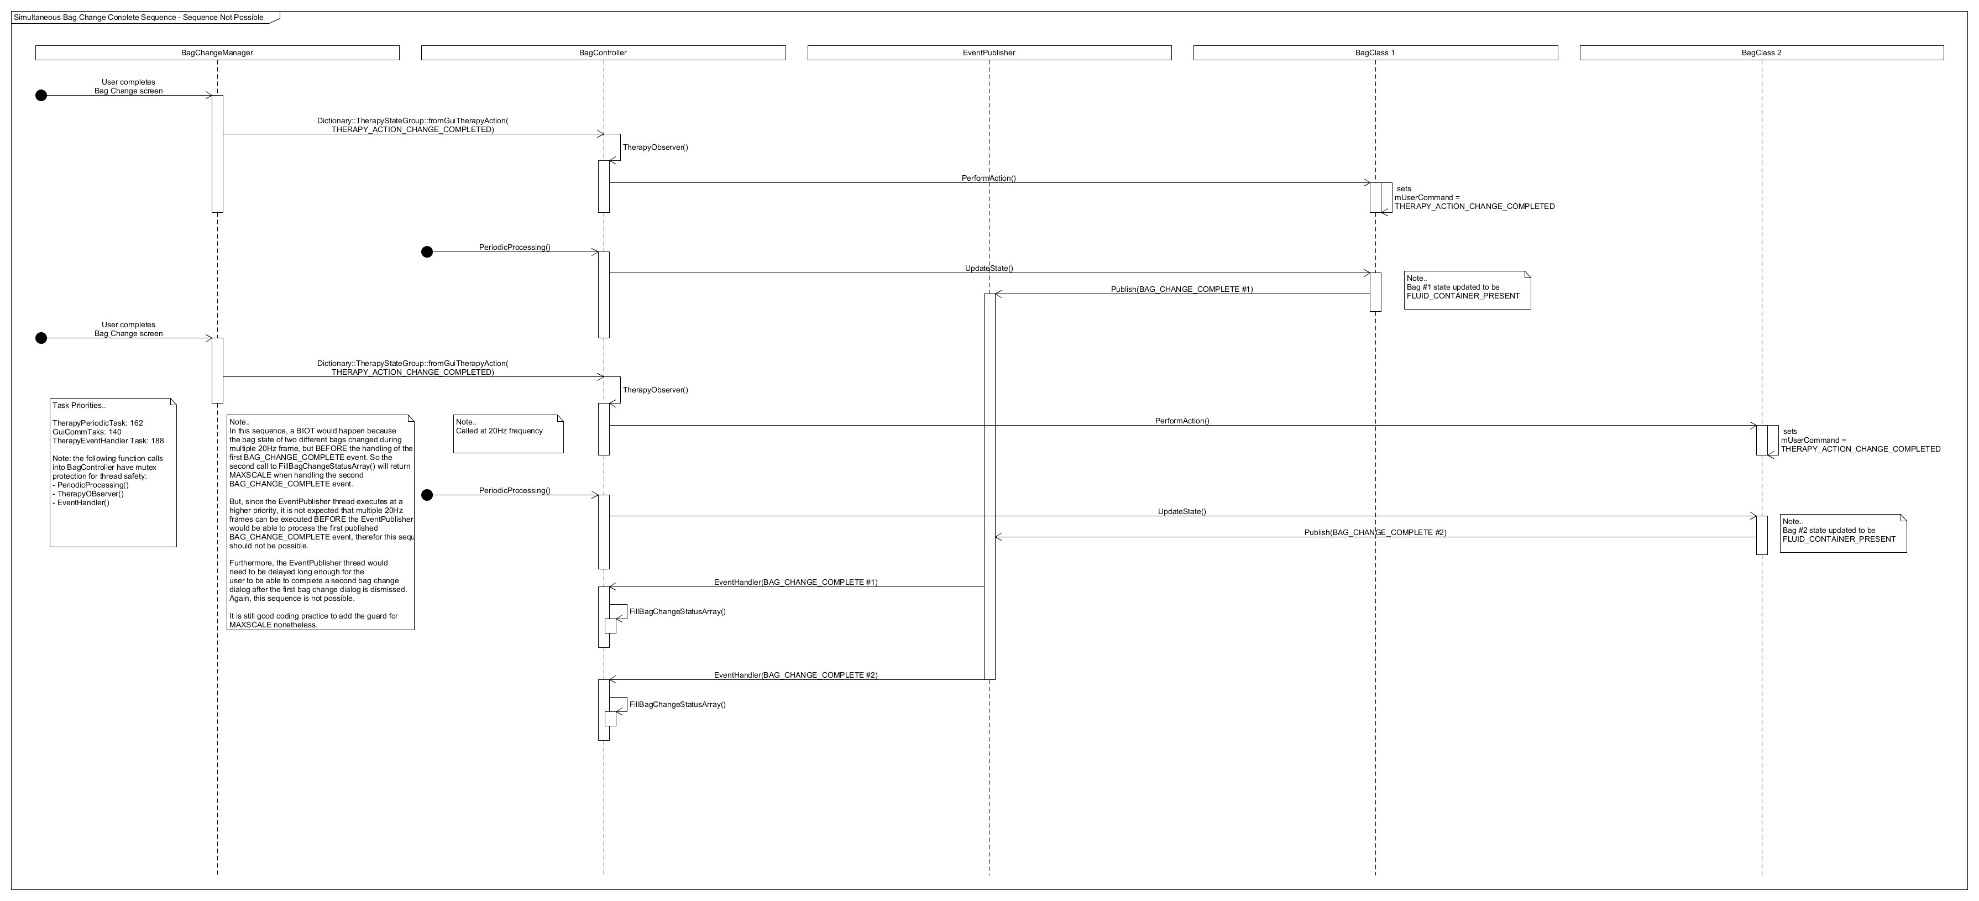 Simultaneous Bag Change Conplete Sequence - Sequence Not Possible
BagChangeManager
BagController
EventPublisher
BagClass 1
BagClass 2
User completes
Bag Change screen
Dictionary::TherapyStateGroup::fromGuiTherapyAction(
THERAPY_ACTION_CHANGE_COMPLETED)
TherapyObserver()
PerformAction()
sets
mUserCommand =
THERAPY_ACTION_CHANGE_COMPLETED
PeriodicProcessing()
UpdateState()
Note..
Bag #1 state updated to be
FLUID_CONTAINER_PRESENT
Publish(BAG_CHANGE_COMPLETE #1)
User completes
Bag Change screen
Dictionary::TherapyStateGroup::fromGuiTherapyAction(
THERAPY_ACTION_CHANGE_COMPLETED)
TherapyObserver()
Task Priorities..
TherapyPeriodicTask: 162
GuiCommTaks: 140
TherapyEventHandler Task: 188
Note: the following function calls
into BagController have mutex
protection for thread safety:
- PeriodicProcessing()
- TherapyOBserver()
- EventHandler()
Note..
In this sequence, a BIOT would happen because
the bag state of two different bags changed during
multiple 20Hz frame, but BEFORE the handling of the
first BAG_CHANGE_COMPLETE event. So the
second call to FillBagChangeStatusArray() will return
MAXSCALE when handling the second
BAG_CHANGE_COMPLETE event.
But, since the EventPublisher thread executes at a
higher priority, it is not expected that multiple 20Hz
frames can be executed BEFORE the EventPublisher
would be able to process the first published
BAG_CHANGE_COMPLETE event, therefor this sequ
should not be possible.
Furthermore, the EventPublisher thread would
need to be delayed long enough for the
user to be able to complete a second bag change
dialog after the first bag change dialog is dismissed.
Again, this sequence is not possible.
It is still good coding practice to add the guard for
MAXSCALE nonetheless.
Note..
Called at 20Hz frequency
PerformAction()
sets
mUserCommand =
THERAPY_ACTION_CHANGE_COMPLETED
PeriodicProcessing()
UpdateState()
Note..
Bag #2 state updated to be
FLUID_CONTAINER_PRESENT
Publish(BAG_CHANGE_COMPLETE #2)
EventHandler(BAG_CHANGE_COMPLETE #1)
FillBagChangeStatusArray()
EventHandler(BAG_CHANGE_COMPLETE #2)
FillBagChangeStatusArray()